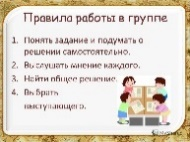 Правила работы в группе
1. Понять задание и подумать о
решении самостоятельно.
2. Выслушать мнение каждого.
3. Найти общее решение.
4. Выбрать
выступающего.